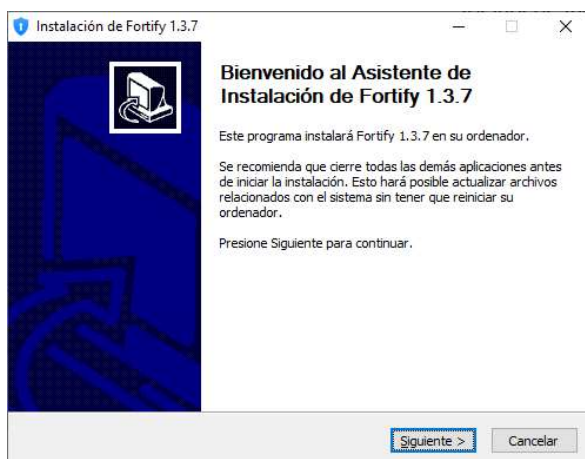 Instalación de Fortify 1.3.7
Bienvenido al Asistente de
Instalación de Fortify 1.3.7
Este programa instalará Fortify 1.3.7 en su ordenador.
Se recomienda que cierre todas las demás aplicaciones antes
de iniciar la instalación. Esto hará posible actualizar archivos
relacionados con el sistema sin tener que reiniciar su
ordenador.
Presione Siguiente para continuar.
Siguiente >
Cancelar